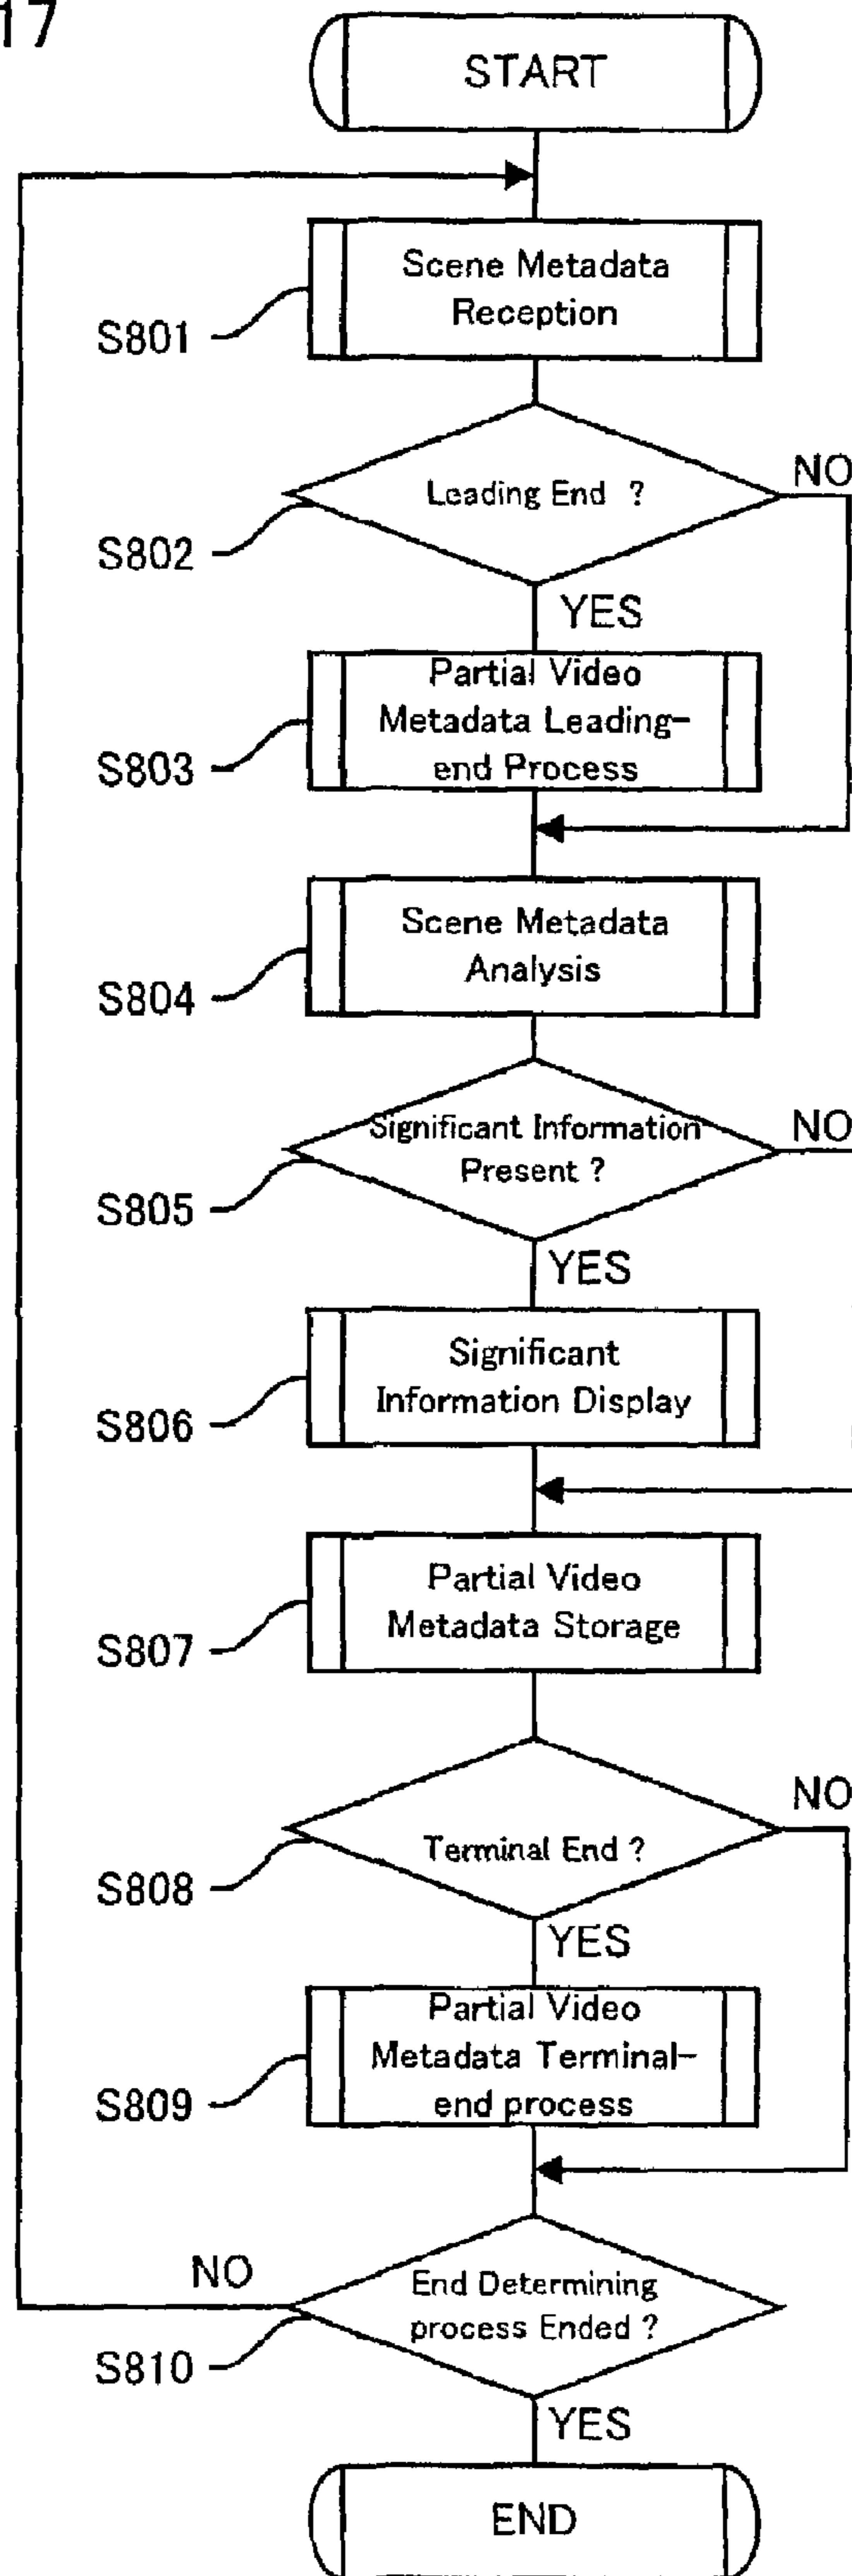 17
START
Scene Metadata
Reception
S801
Leading End ?
NO
S802
YES
Partial Video
Metadata Leading-
end Process
S803
Scene Metadata
Analysis
S804
Significant Information
Present ?
NO
S805
YES
Significant
Information Display
S806
Partial Video
Metadata Storage
S807
NO
Terminal End ?
S808
YES
Partial Video
Metadata Terminal-
end process
S809
NO
End Determining
process Ended ?
S810
YES
END